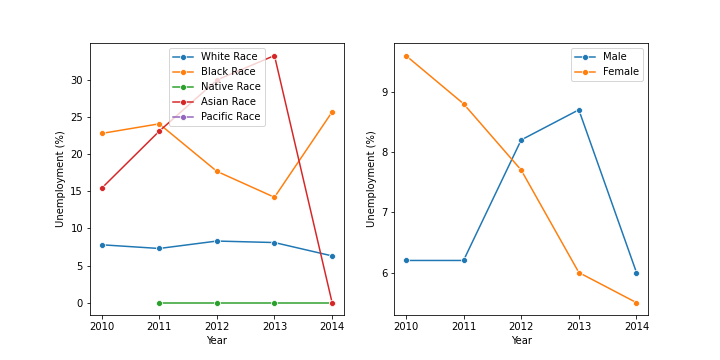 White Race
Black Race
Native Race
Asian Race
Pacific Race
Unemployment (%)
30
25
20
15
10
5
0
2010 2011 2012 2013 2014
Year
Male
Female
Unemployment (%)
9
8
7
6
2010 2011 2012 2013 2014
Year